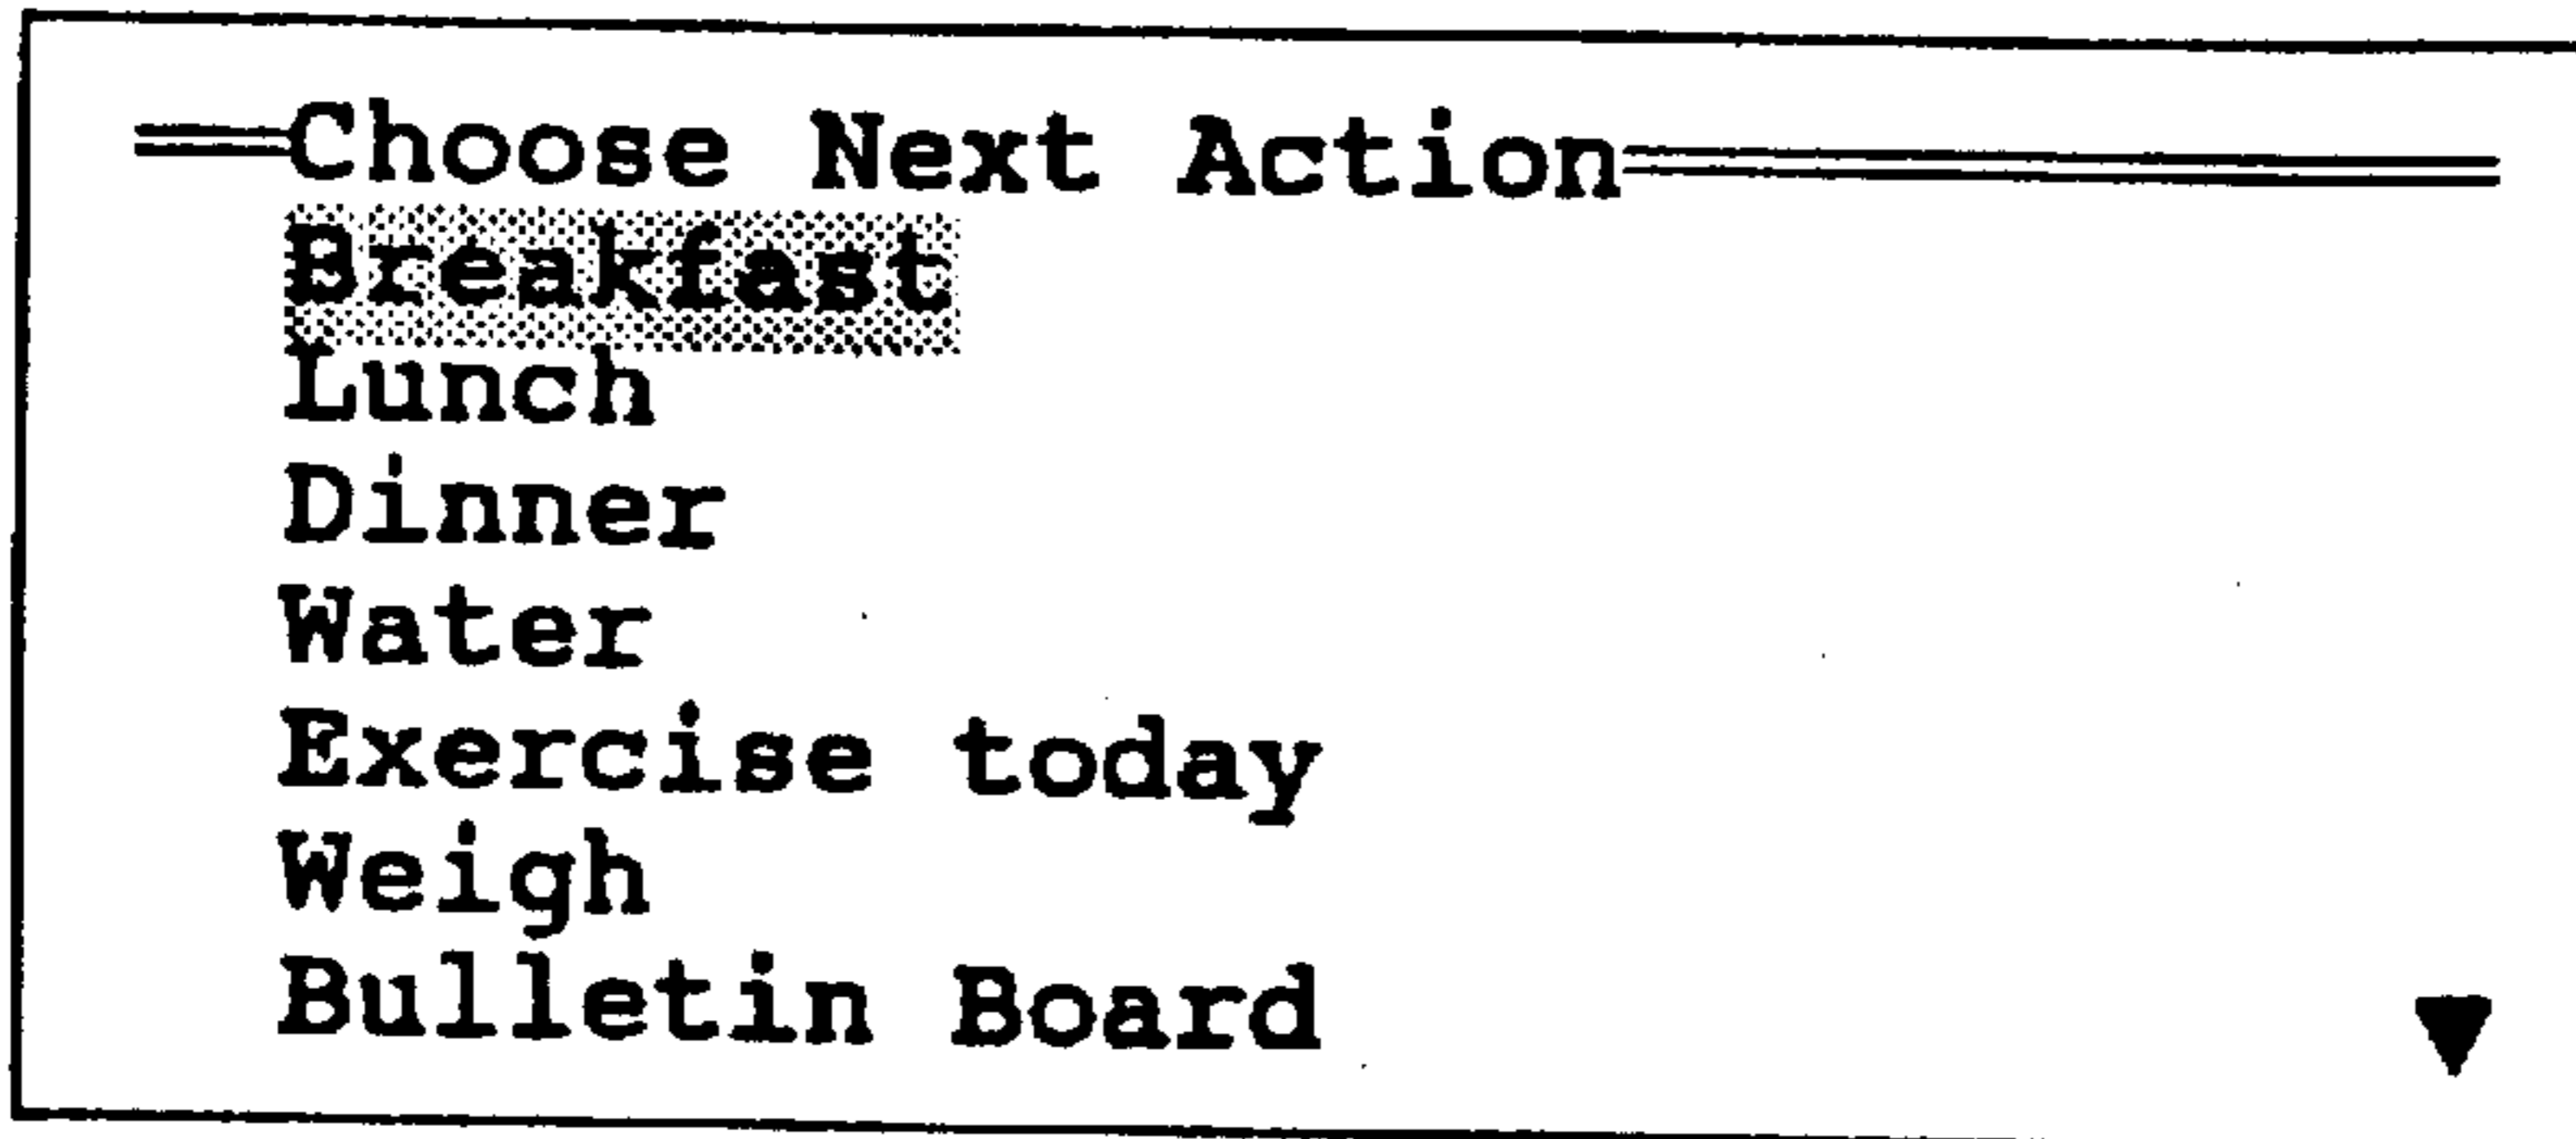 Choose Next Action
Breakfast
Lunch
Dinner
Water
Exercise today
Weigh
Bulletin Board